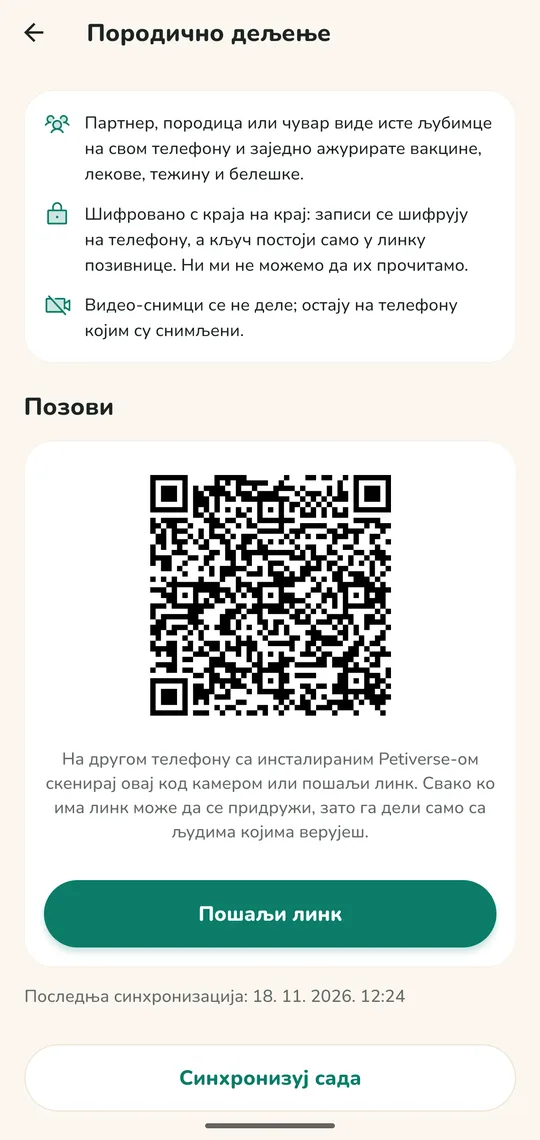 Породично дељење
Партнер, породица или чувар виде исте љубимце
на свом телефону и заједно ажурирате вакцине,
лекове, тежину и белешке.
Шифровано с краја на крај: записи се шифрују
на телефону, а кључ постоји само у линку
позивнице. Ни ми не можемо да их прочитамо.
Видео-снимци се не деле; остају на телефону
којим су снимљени.
Позови
На другом телефону са инсталираним Petiverse-ом
скенирај овај код камером или пошаљи линк. Свако ко
има линк може да се придружи, зато га дели само са
људима којима верујеш.
Пошаљи линк
Последња синхронизација: 18. 11. 2026. 12:24
Синхронизуј сада